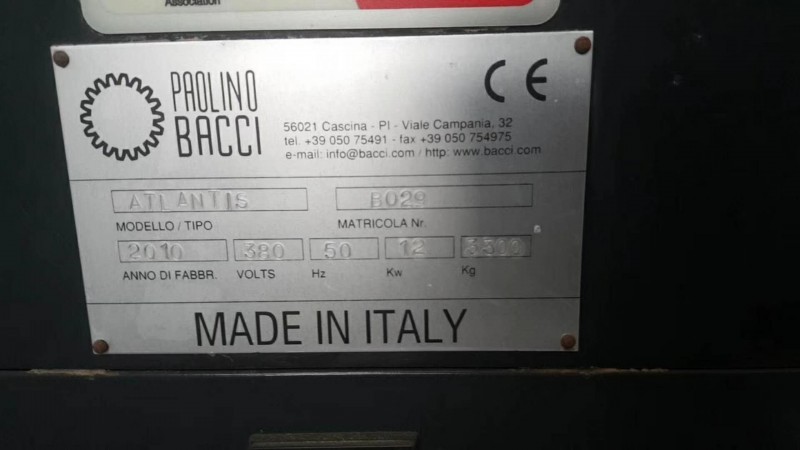 Association
PAOLINO
BACCI
CE
56021 Cascina - PI - Viale Campania, 32
tel. +39 050 75491 - fax +39 050 754975
e-mail: info@bacci.com / http: www.bacci.com
ATLANTIS B029
MODELLO / TIPO MATRICOLA Nr.
2010 380 50 12 3500
ANNO DI FABBR. VOLTS Hz Kw Kg
MADE IN ITALY